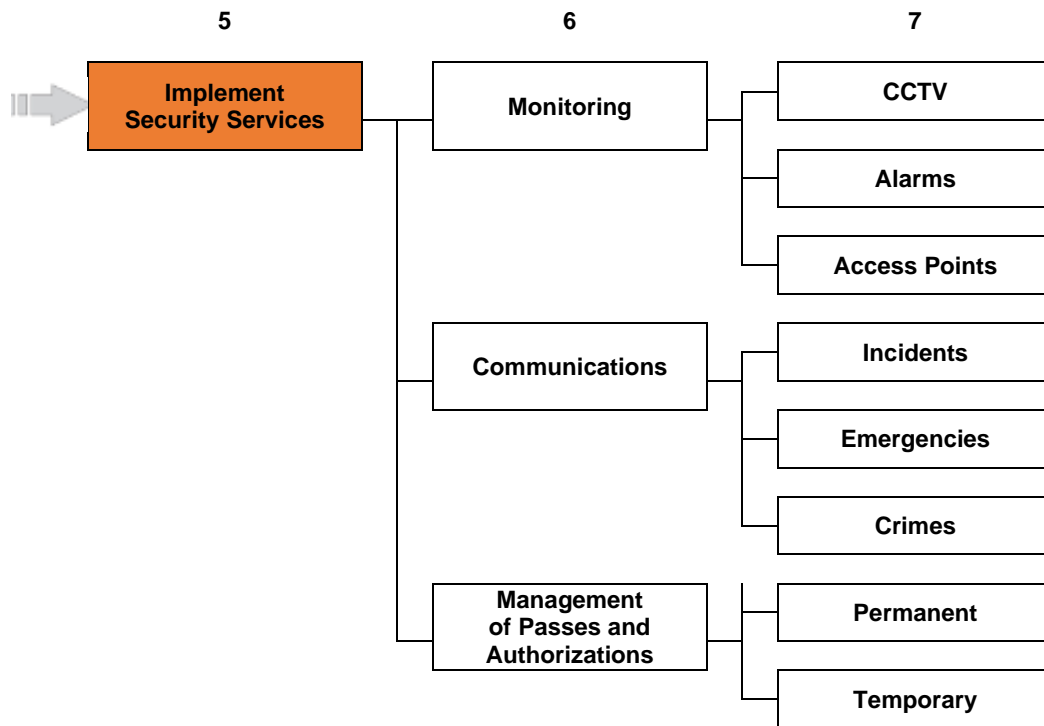 5
6
7
Implement
Security Services
Monitoring
CCTV
Alarms
Access Points
Communications
Incidents
Emergencies
Crimes
Management
of Passes and
Authorizations
Permanent
Temporary